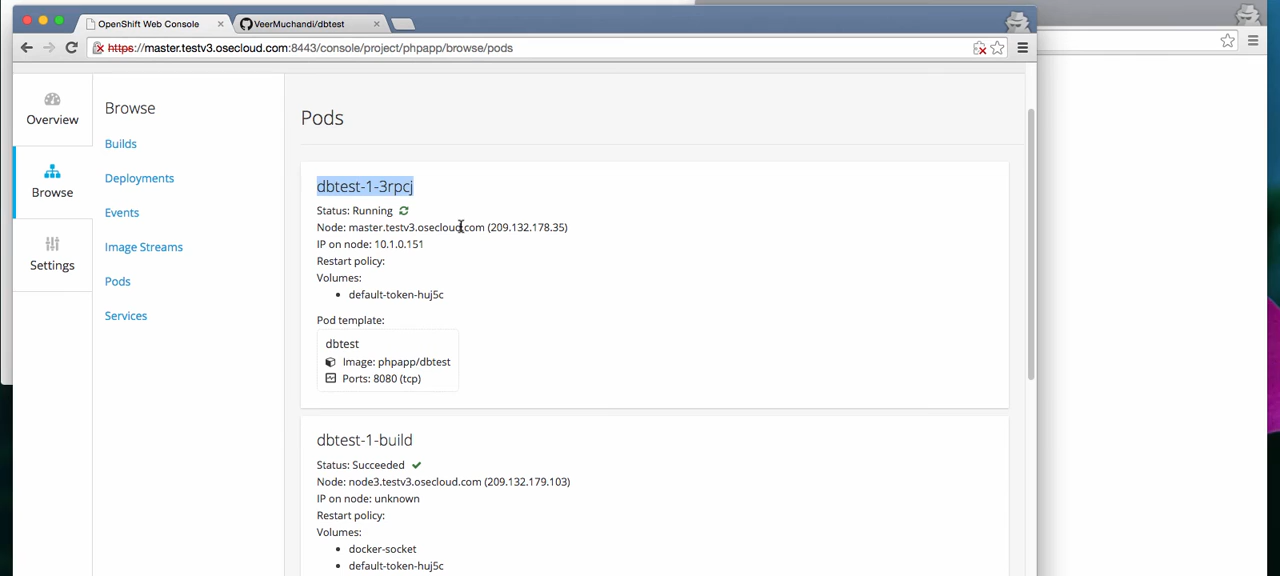 OpenShift Web Console
VeerMuchandi/dbtest
https://master.testv3.osecloud.com:8443/console/project/phpapp/browse/pods
Overview
Browse
Settings
Browse
Builds
Deployments
Events
Image Streams
Pods
Services
Pods
dbtest-1-3rpcj
Status: Running
Node: master.testv3.osecloud.com (209.132.178.35)
IP on node: 10.1.0.151
Restart policy:
Volumes:
default-token-huj5c
Pod template:
dbtest
Image: phpapp/dbtest
Ports: 8080 (tcp)
dbtest-1-build
Status: Succeeded
Node: node3.testv3.osecloud.com (209.132.179.103)
IP on node: unknown
Restart policy:
Volumes:
docker-socket
default-token-huj5c